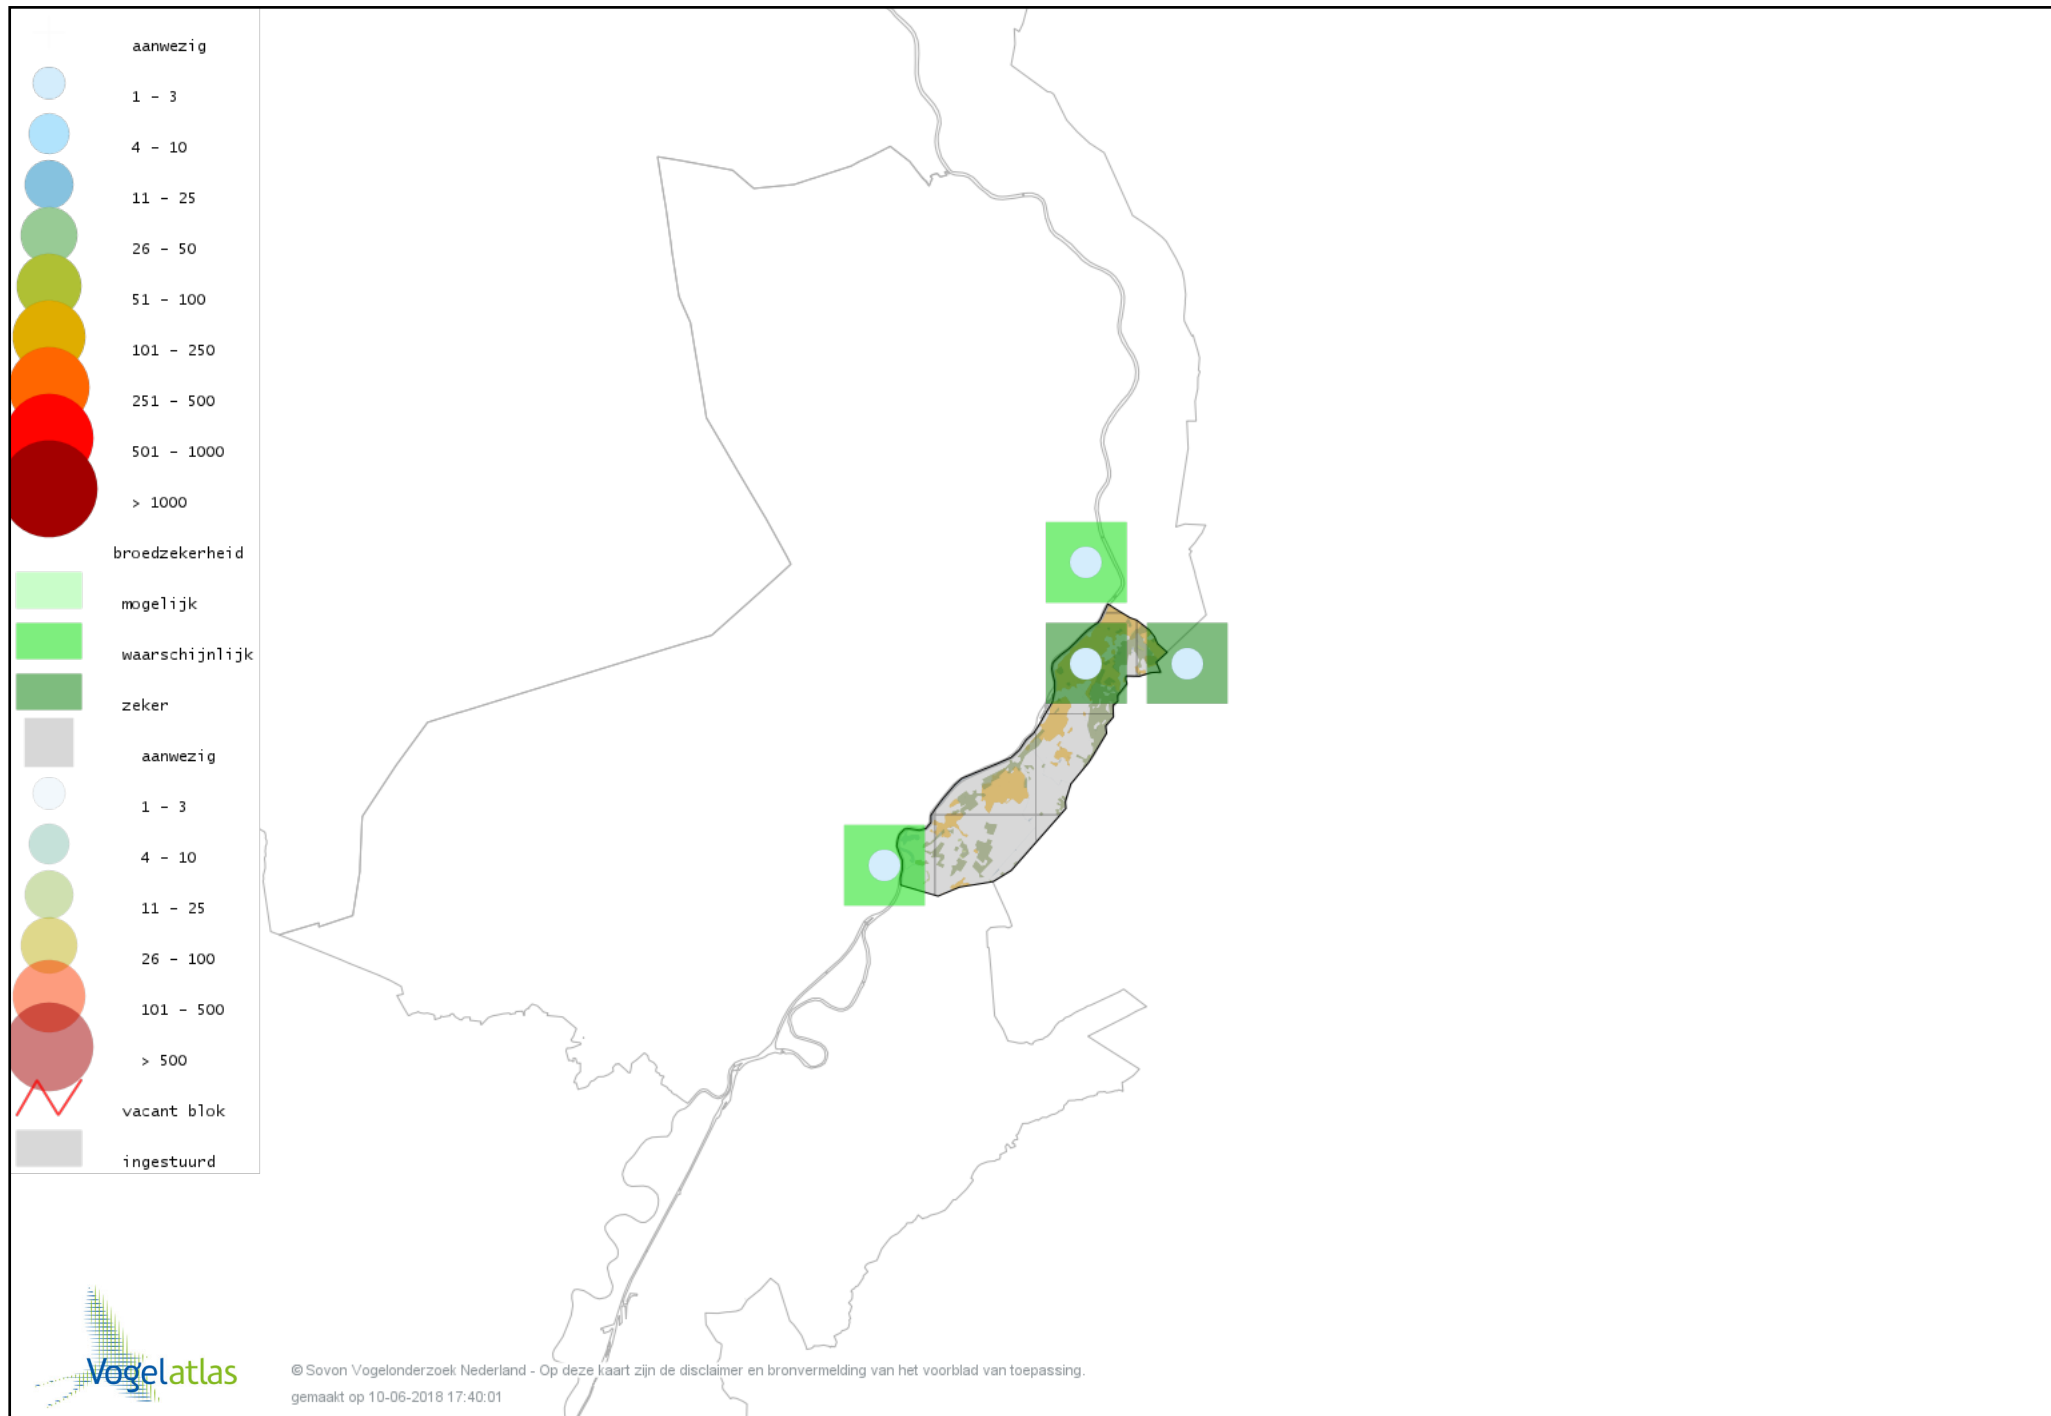 aanwezig
1 - 3
4 - 10
11 - 25
26 - 50
51 - 100
101 - 250
251 - 500
501 - 1000
> 1000
broedzekerheid
mogelijk
waarschijnlijk
zeker
aanwezig
1 - 3
4 - 10
11 - 25
26 - 100
101 - 500
> 500
vacant blok
ingestuurd
Vogelatlas
© Sovon Vogelonderzoek Nederland - Op deze kaart zijn de disclaimer en bronvermelding van het voorblad van toepassing.
gemaakt op 10-06-2018 17:40:01